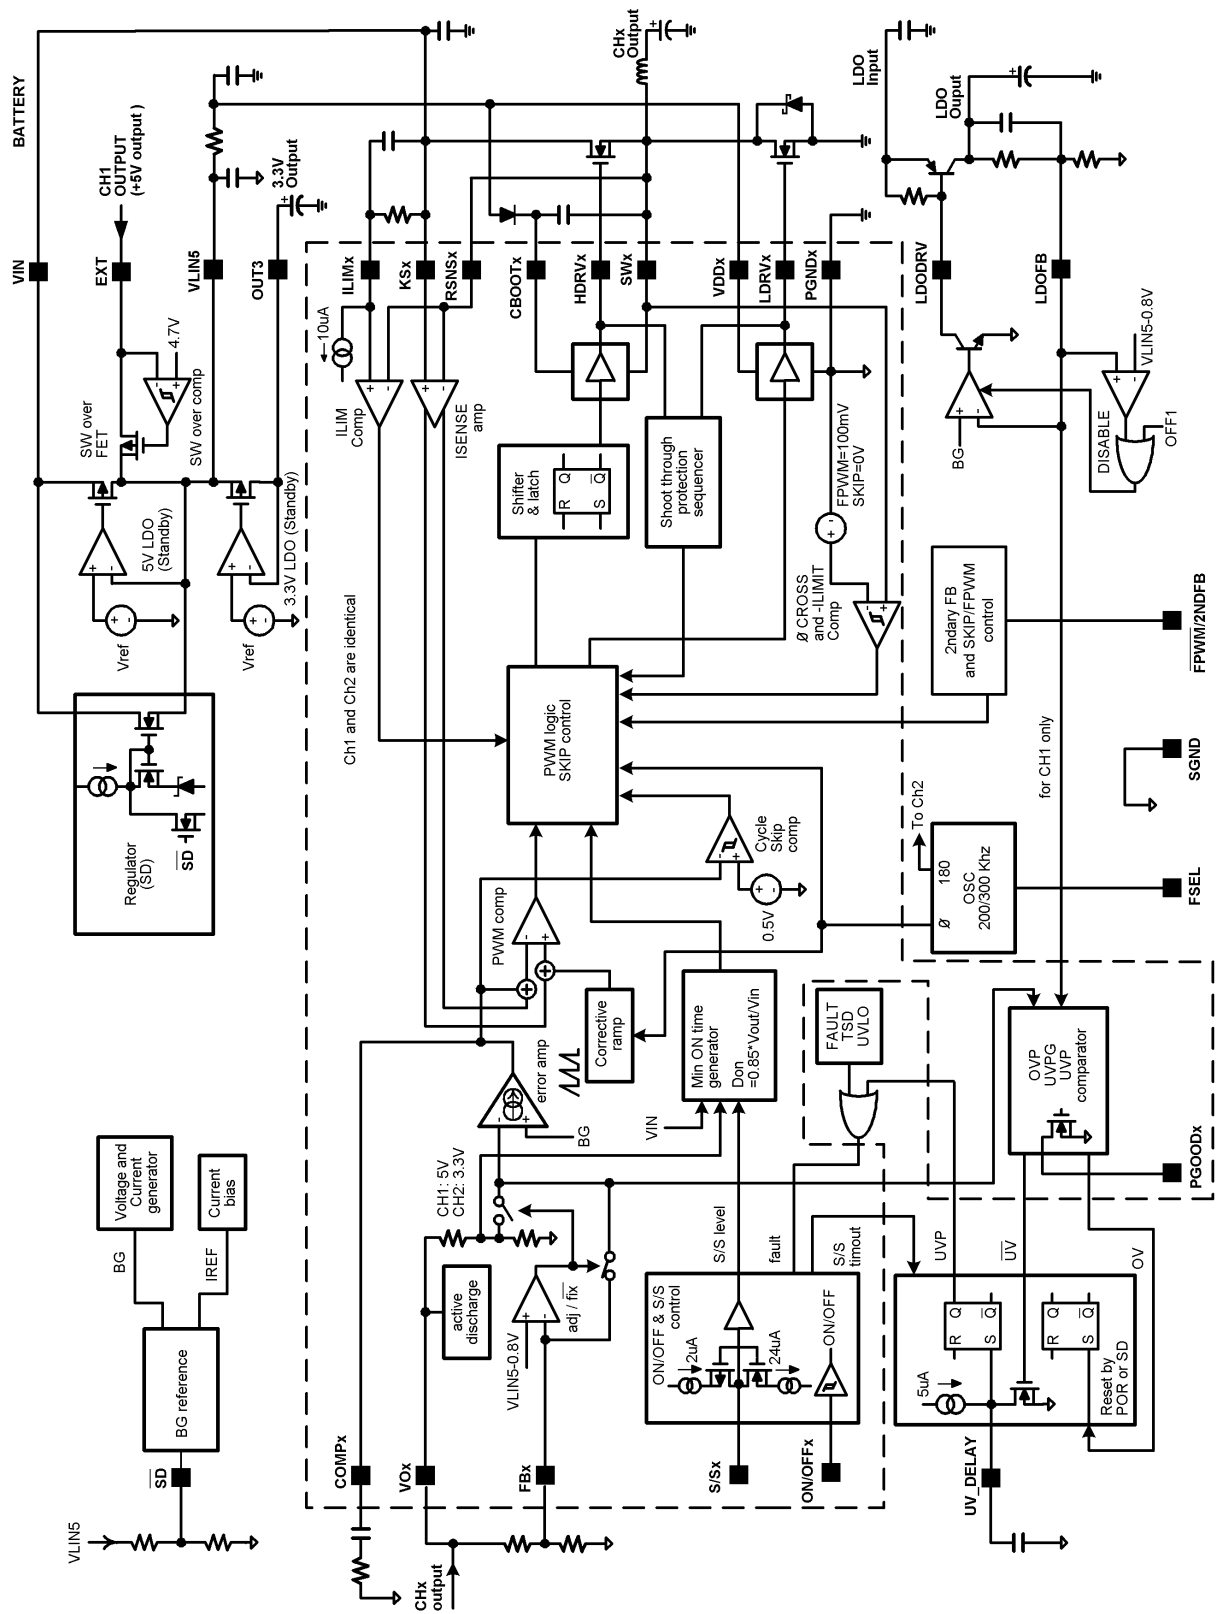 BATTERY
CH1
OUTPUT
(+5V output )
3.3V
Output
CHx
Output
LDO
Input
LDO
Ouput
VIN
EXT
VLIN5
OUT3
ILIMx
KSx
RSNSx
CBOOTx
HDRVx
SWx
VDDx
LDRVx
PGNDx
LDODRV
LDOFB
4.7V
10uA
VLIN5-0.8V
SW over
FET
SW over comp
ILIM
Comp
ISENSE
amp
BG
DISABLE
OFF1
5V LDO
(Standby)
3.3V LDO (Standby)
Vref
Vref
Shifter
& latch
R
Q
S
Q
Shoot through
protection
sequencer
FPWM=100mV
SKIP=0V
Ø CROSS
and -ILIMIT
Comp
2ndary FB
and SKIP/FPWM
control
FPWM/2NDFB
Ch1 and Ch2 are identical
PWM logic
SKIP control
for CH1 only
SGND
Regulator
(SD)
SD
Cycle
Skip
comp
0.5V
To Ch2
180
Ø
OSC
200/300 Khz
FSEL
PWM comp
Corrective
ramp
error amp
BG
Min ON time
generator
Don
=0.85*Vout/Vin
VIN
FAULT
TSD
UVLO
OVP
UVPG
UVP
comparator
PGOODx
Voltage and
Current
generator
Current
bias
BG
IREF
BG reference
SD
VLIN5
CH1: 5V
CH2: 3.3V
active
discharge
adj / fix
VLIN5-0.8V
S/S level
fault
S/S
timout
UVP
UV
OV
ON/OFF & S/S
control
2uA
24uA
ON/OFF
5uA
R
Q
S
Q
R
Q
S
Q
Reset by
POR or SD
COMPx
VOx
FBx
S/Sx
ON/OFFx
UV_DELAY
CHx
output